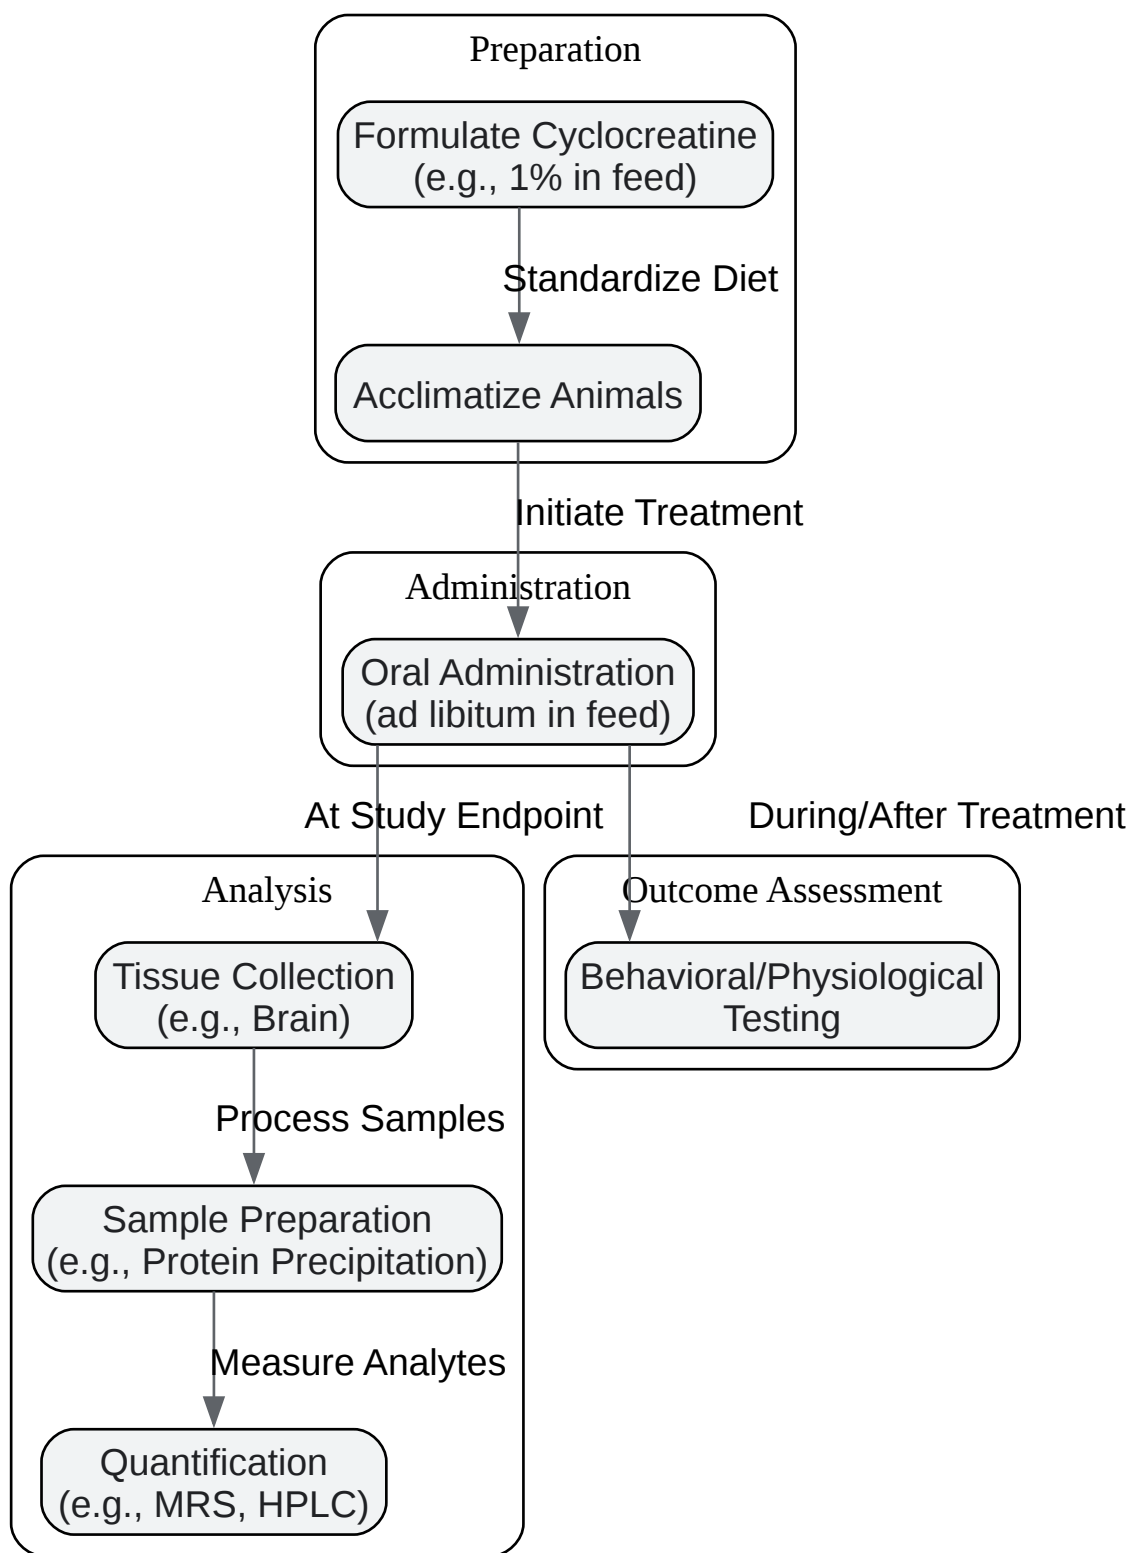 Preparation
Formulate Cyclocreatine
(e.g., 1% in feed)
Standardize Diet
Acclimatize Animals
Initiate Treatment
Administration
Oral Administration
(ad libitum in feed)
At Study Endpoint
During/After Treatment
Analysis
Outcome Assessment
Tissue Collection
(e.g., Brain)
Behavioral/Physiological
Testing
Process Samples
Sample Preparation
(e.g., Protein Precipitation)
Measure Analytes
Quantification
(e.g., MRS, HPLC)